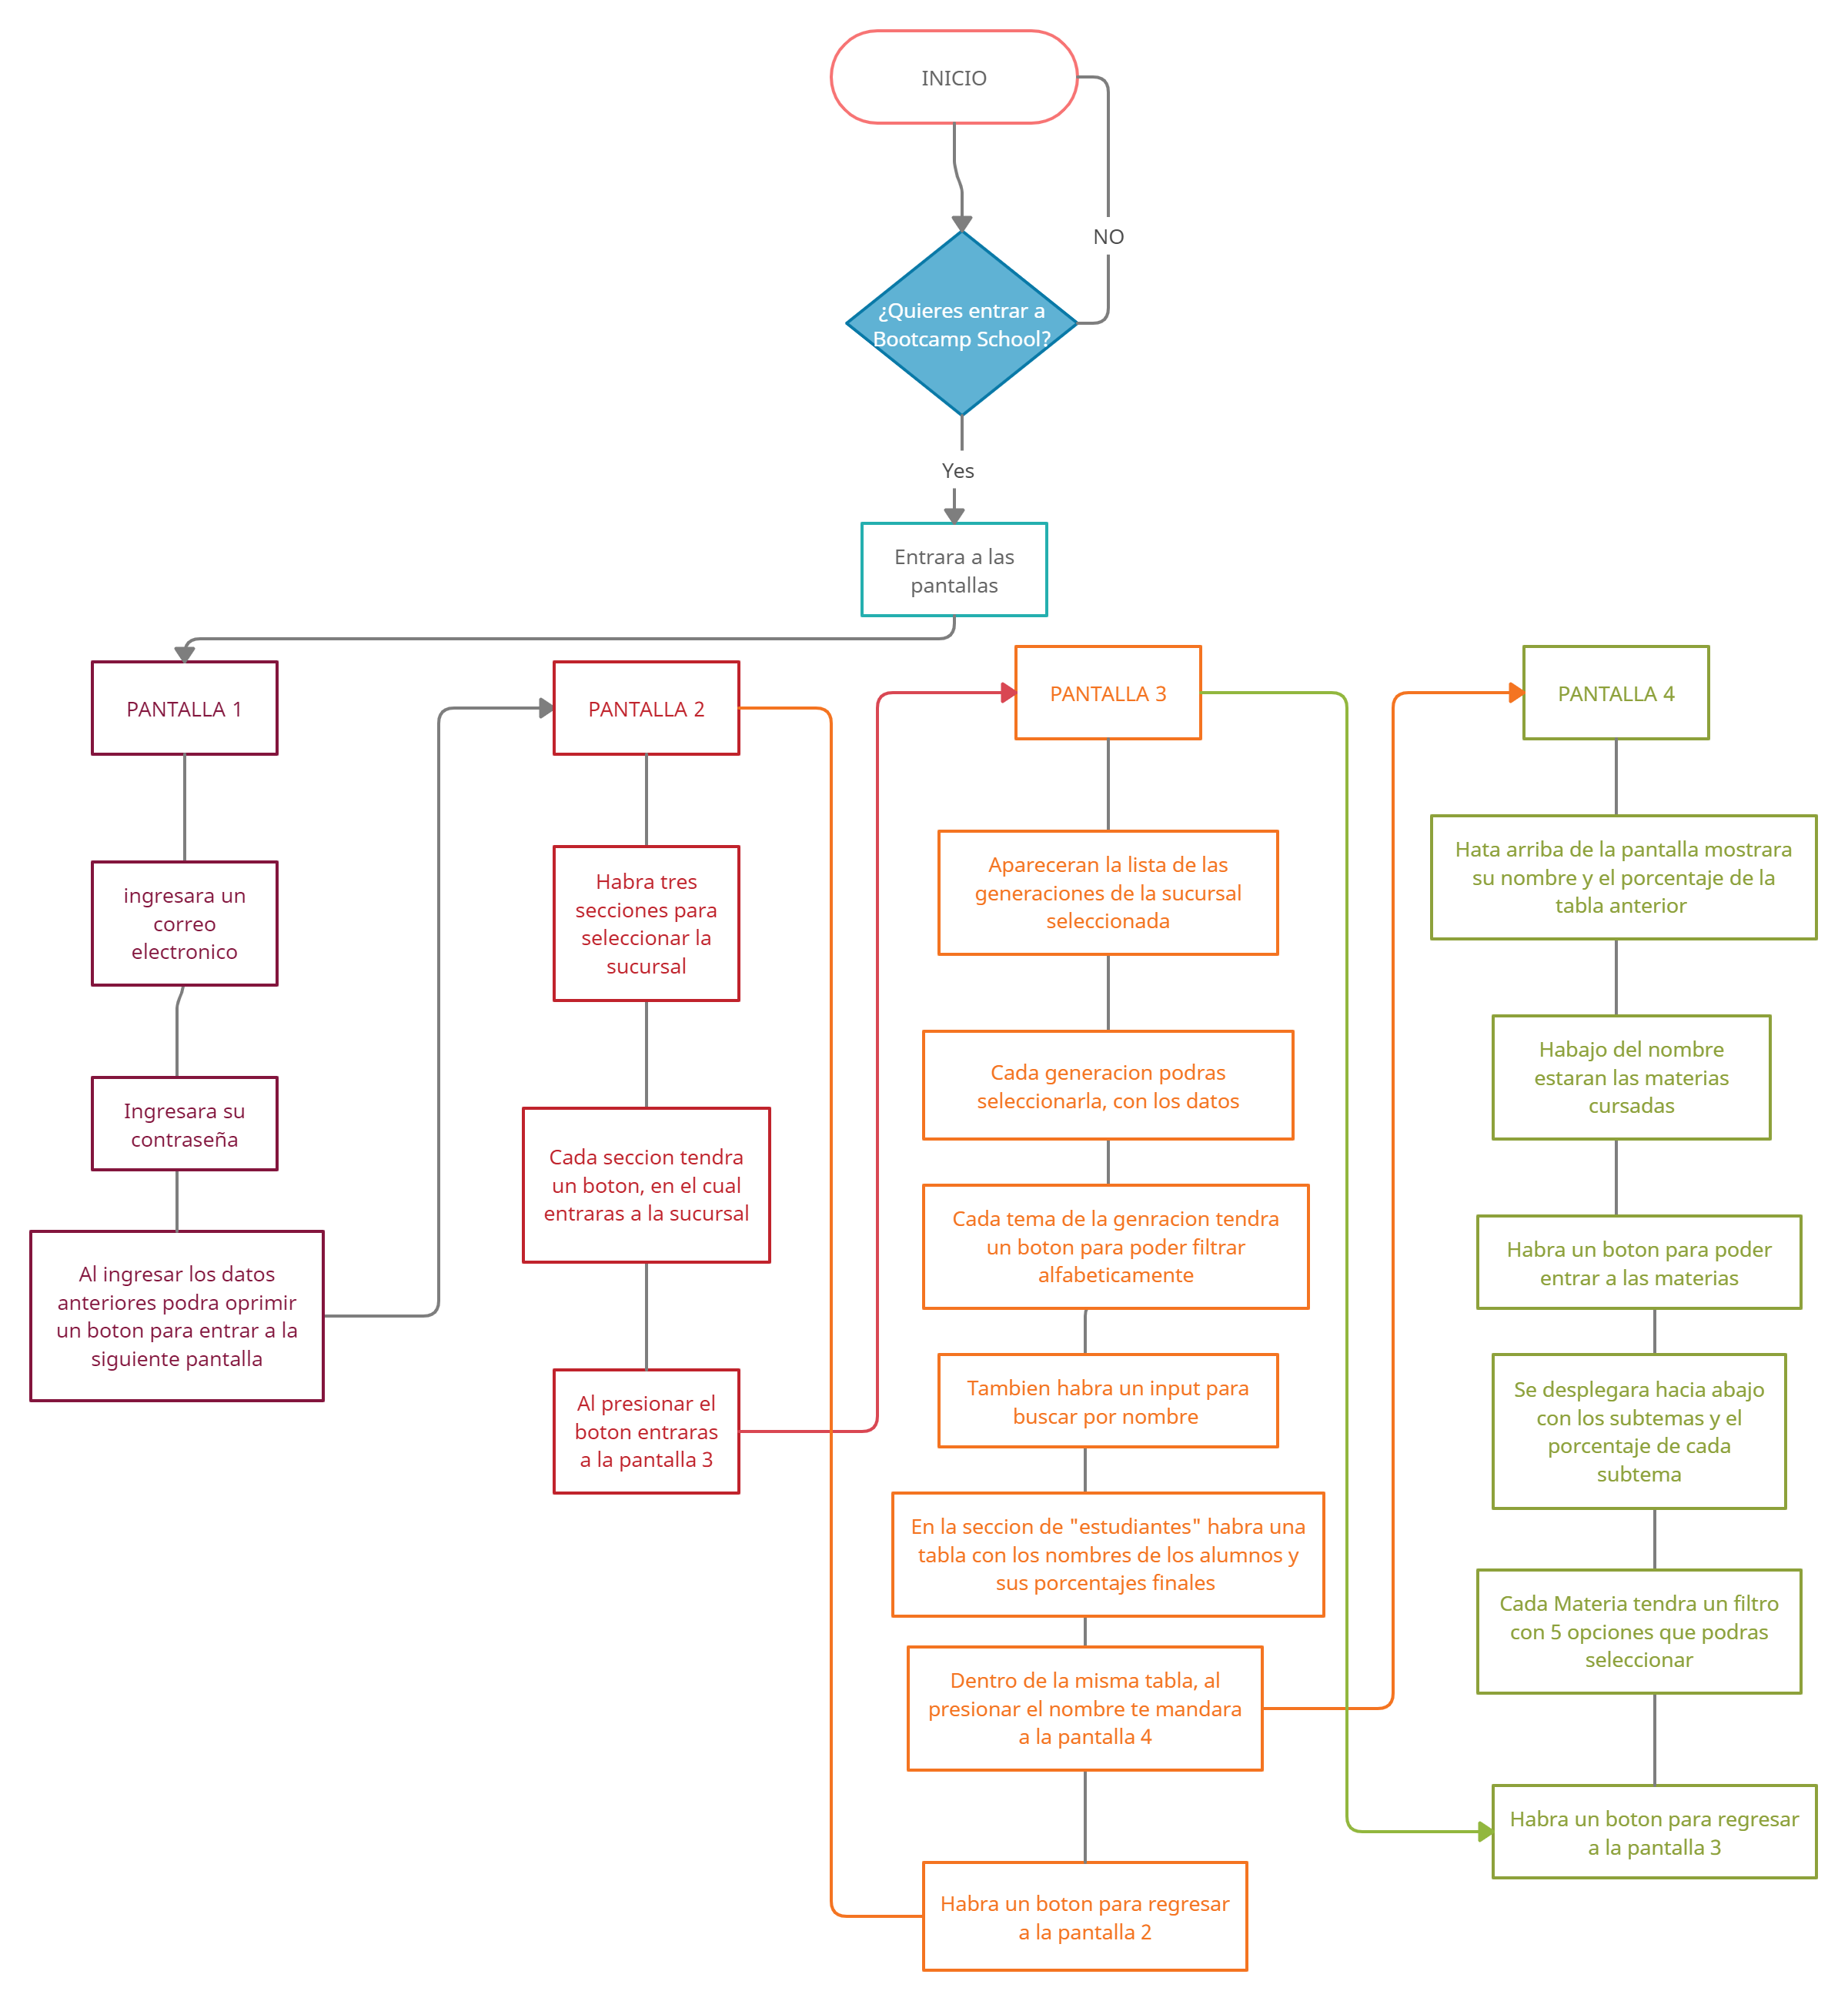 INICIO
NO
¿Quieres entrar a
Bootcamp School?
Yes
Entrara a las
pantallas
PANTALLA 1
ingresara un
correo
electronico
Ingresara su
contraseña
Al ingresar los datos
anteriores podra oprimir
un boton para entrar a la
siguiente pantalla
PANTALLA 2
Habra tres
secciones para
seleccionar la
sucursal
Cada seccion tendra
un boton, en el cual
entraras a la sucursal
Al presionar el
boton entraras
a la pantalla 3
PANTALLA 3
Apareceran la lista de las
generaciones de la sucursal
seleccionada
Cada generacion podras
seleccionarla, con los datos
Cada tema de la genracion tendra
un boton para poder filtrar
alfabeticamente
Tambien habra un input para
buscar por nombre
En la seccion de "estudiantes" habra una
tabla con los nombres de los alumnos y
sus porcentajes finales
Dentro de la misma tabla, al
presionar el nombre te mandara
a la pantalla 4
Habra un boton para regresar
a la pantalla 2
PANTALLA 4
Hata arriba de la pantalla mostrara
su nombre y el porcentaje de la
tabla anterior
Habajo del nombre
estaran las materias
cursadas
Habra un boton para poder
entrar a las materias
Se desplegara hacia abajo
con los subtemas y el
porcentaje de cada
subtema
Cada Materia tendra un filtro
con 5 opciones que podras
seleccionar
Habra un boton para regresar
a la pantalla 3